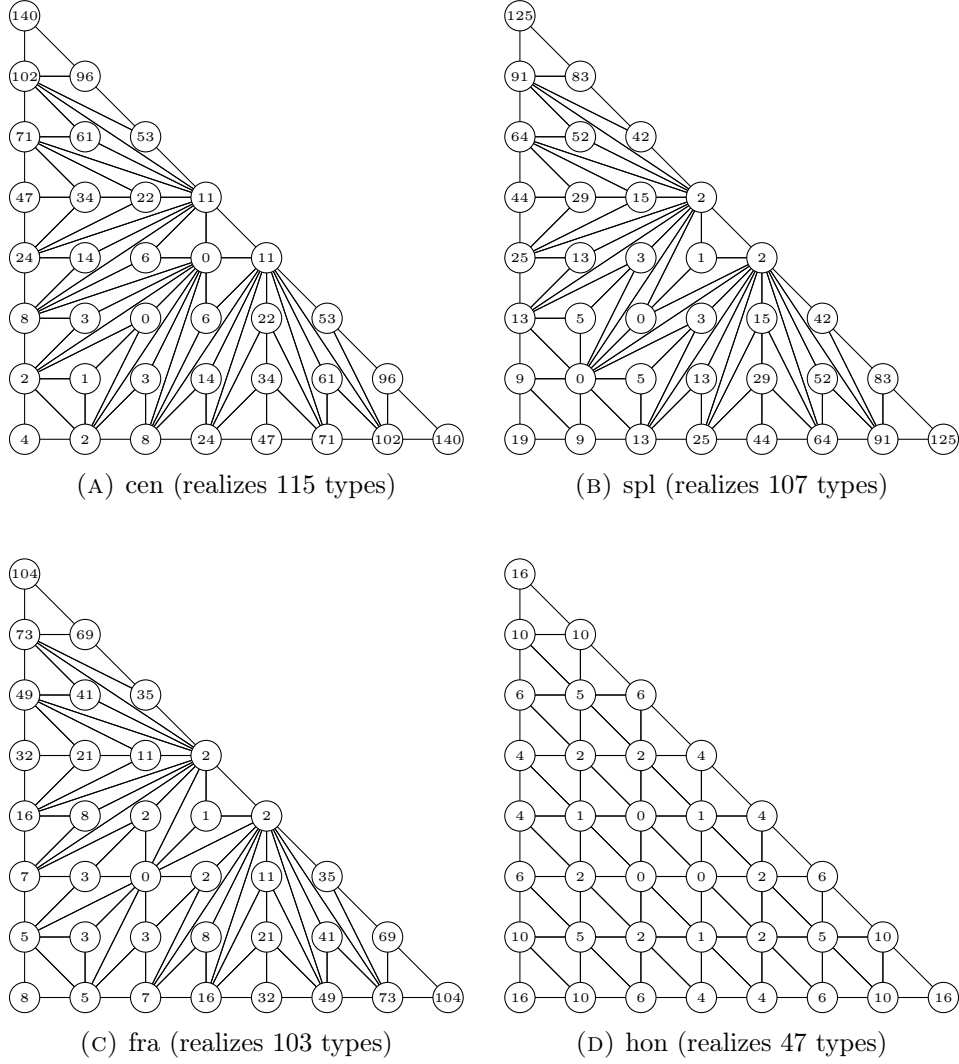 140 125
102 96 91 83
71 61 53 64 52 42
47 34 22 11 44 29 15 2
24 14 6 0 11 25 13 3 1 2
8 3 0 6 22 53 13 5 0 3 15 42
2 1 3 14 34 61 96 9 0 5 13 29 52 83
4 2 8 24 47 71 102 140 19 9 13 25 44 64 91 125
(A) cen (realizes 115 types) (B) spl (realizes 107 types)
104 16
73 69 10 10
49 41 35 6 5 6
32 21 11 2 4 2 2 4
16 8 2 1 2 4 1 0 1 4
7 3 0 2 11 35 6 2 0 0 2 6
5 3 3 8 21 41 69 10 5 2 1 2 5 10
8 5 7 16 32 49 73 104 16 10 6 4 4 6 10 16
(C) fra (realizes 103 types) (D) hon (realizes 47 types)